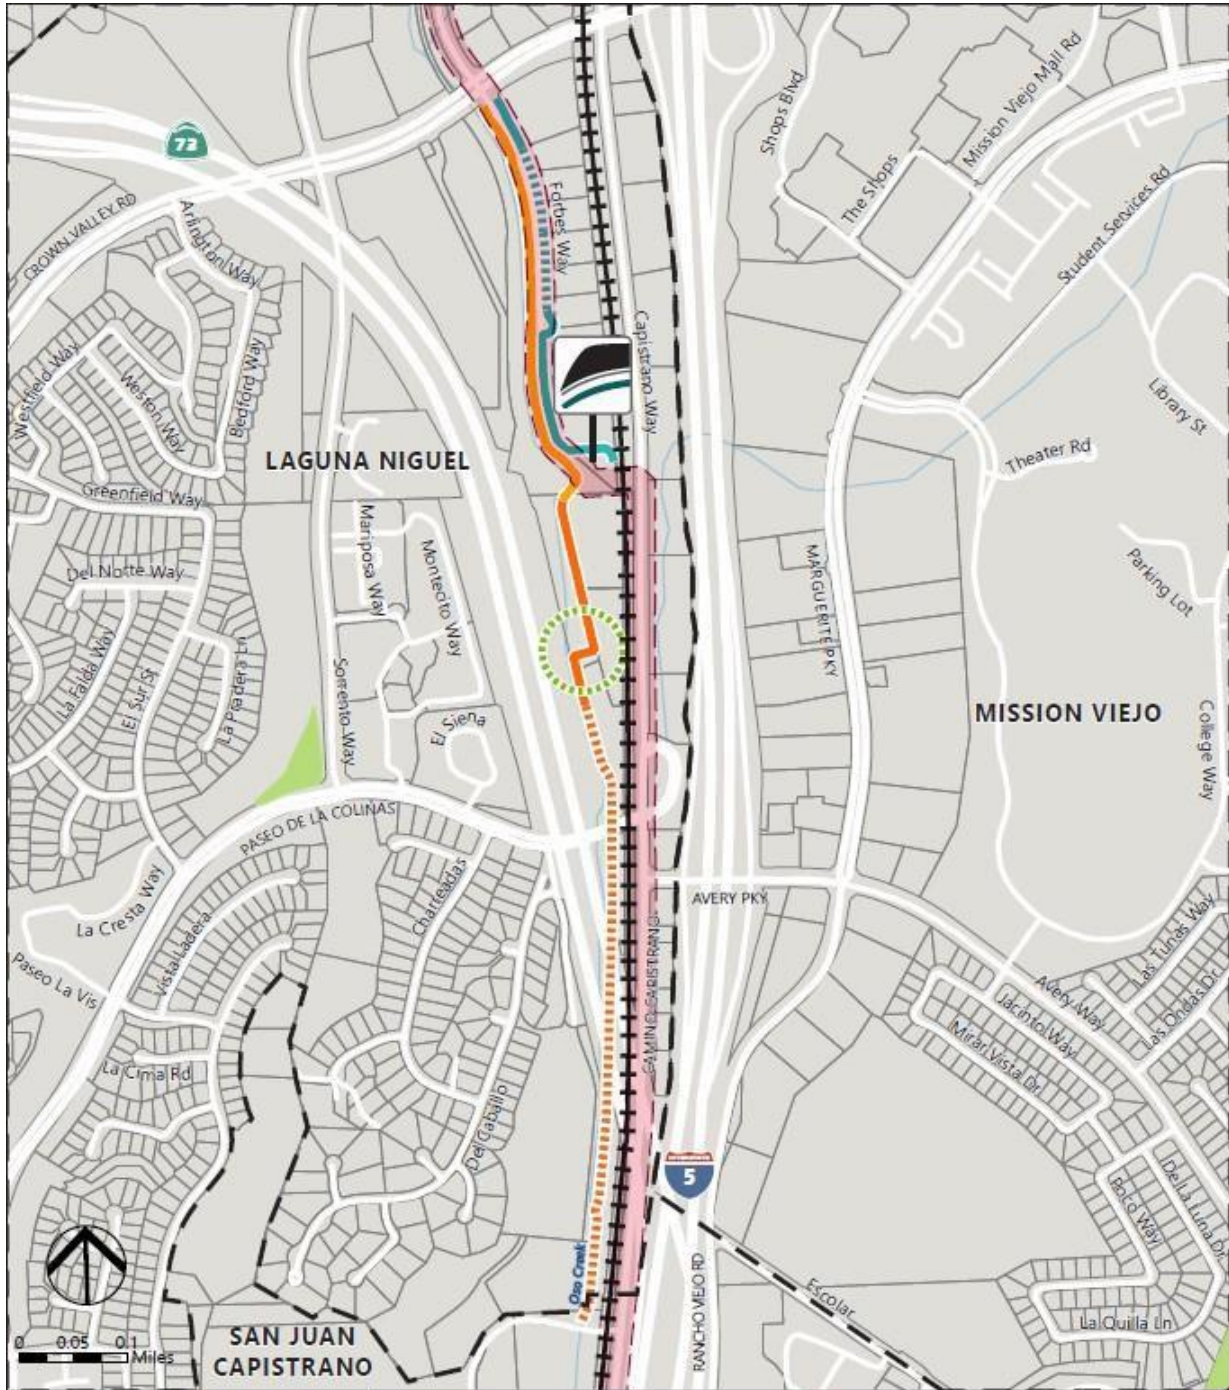 Shops Blvd
Mission Viejo Mall Rd
73
The Shops
Forbes Way
Student Services Rd
CROWN VALLEY RD
Arlington Way
Capistrano Way
Westfield Way
Weston Way
Bedford Way
Library St
LAGUNA NIGUEL
Theater Rd
Greenfield Way
Mariposa Way
Montecito Way
Parking Lot
Del Notte Way
MARGUERITE PKY
La Falda Way
El Sur St
La Pradera Ln
Sorrento Way
El Siena
MISSION VIEJO
College Way
PASEO DE LA COLINAS
La Cresta Way
Charreadas
AVERY PKY
Vista Ladera
Las Tunas Way
Paseo La Vis
CAMINO CAPISTRANO
Avery Way
Las Ondas Dr
Jacinto Way
Mirar Vista Dr
La Cima Rd
Del Caballo
INTERSTATE
5
Poco Way
De La Luna Dr
Oso Creek
RANCHO VIEJO RD
Escolar
La Quilla Ln
SAN JUAN
CAPISTRANO
0 0.05 0.1
Miles